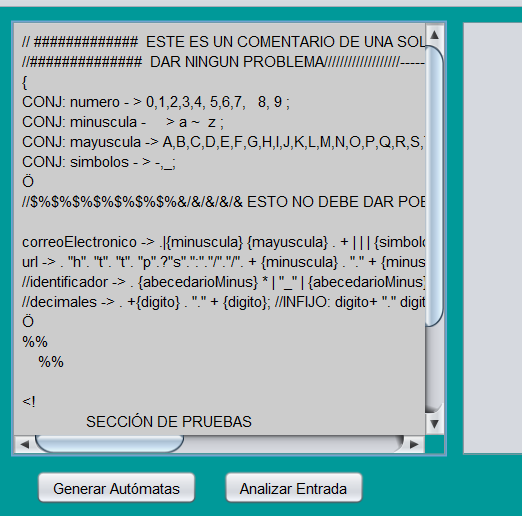 // #############  ESTE ES UN COMENTARIO DE UNA SOL
//##############  DAR NINGUN PROBLEMA///////////////////-----
{
CONJ: numero - > 0,1,2,3,4, 5,6,7,   8, 9 ;
CONJ: minuscula -     > a ~  z ;
CONJ: mayuscula -> A,B,C,D,E,F,G,H,I,J,K,L,M,N,O,P,Q,R,S,
CONJ: simbolos - > -,_;
Ö
//$%$%$%$%$%$%$%&/&/&/&/& ESTO NO DEBE DAR
correoElectronico -> .|{minuscula} {mayuscula} . + | | | {simbolo
url -> . "h". "t". "t". "p".?"s".":"."/"."/". + {minuscula} . "." + {minus
//identificador -> . {abecedarioMinus} * | "_" | {abecedarioMinus}
//decimales -> . +{digito} . "." + {digito}; //INFIJO: digito+ "." digit
Ö
%%
%%
<!
SECCIÓN DE PRUEBAS
Generar Autómatas
Analizar Entrada